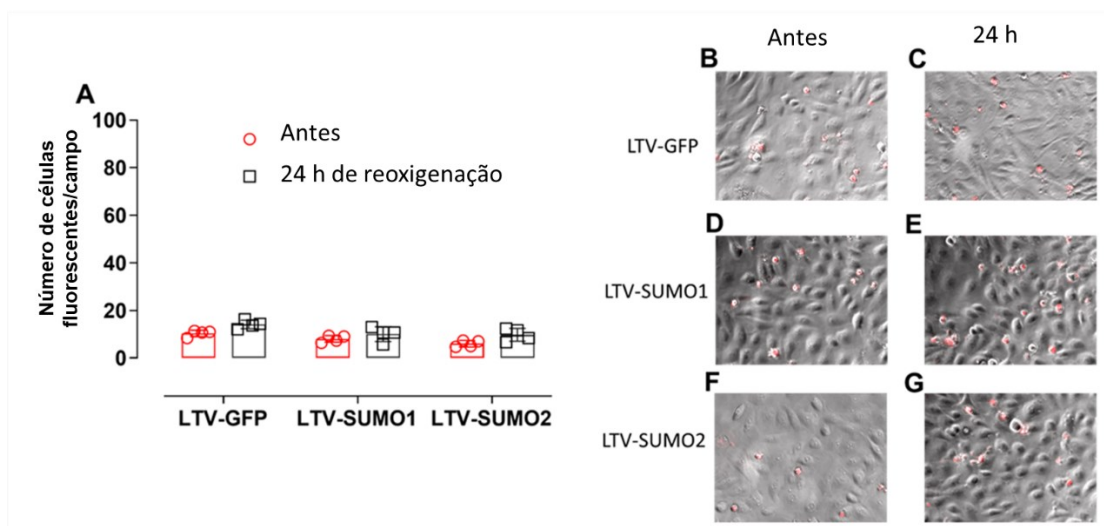 A
Número de células
fluorescentes/campo
100
80
60
40
20
0
Antes
24 h de reoxigenação
LTV-GFP
LTV-SUMO1
LTV-SUMO2
Antes
24 h
B
C
LTV-GFP
D
E
LTV-SUMO1
F
G
LTV-SUMO2